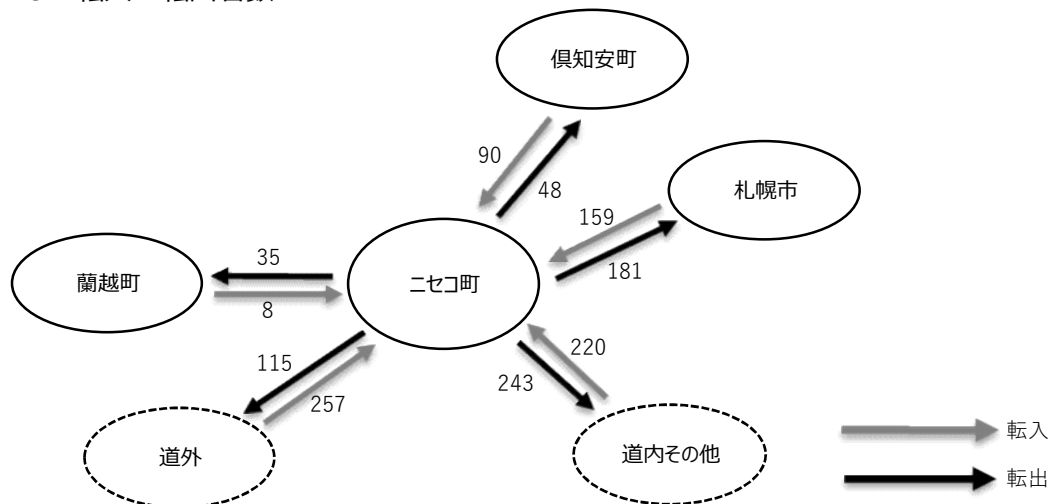 倶知安町
90
48
札幌市
159
181
35
蘭越町
ニセコ町
8
115
220
243
257
転入
道外
道内その他
転出